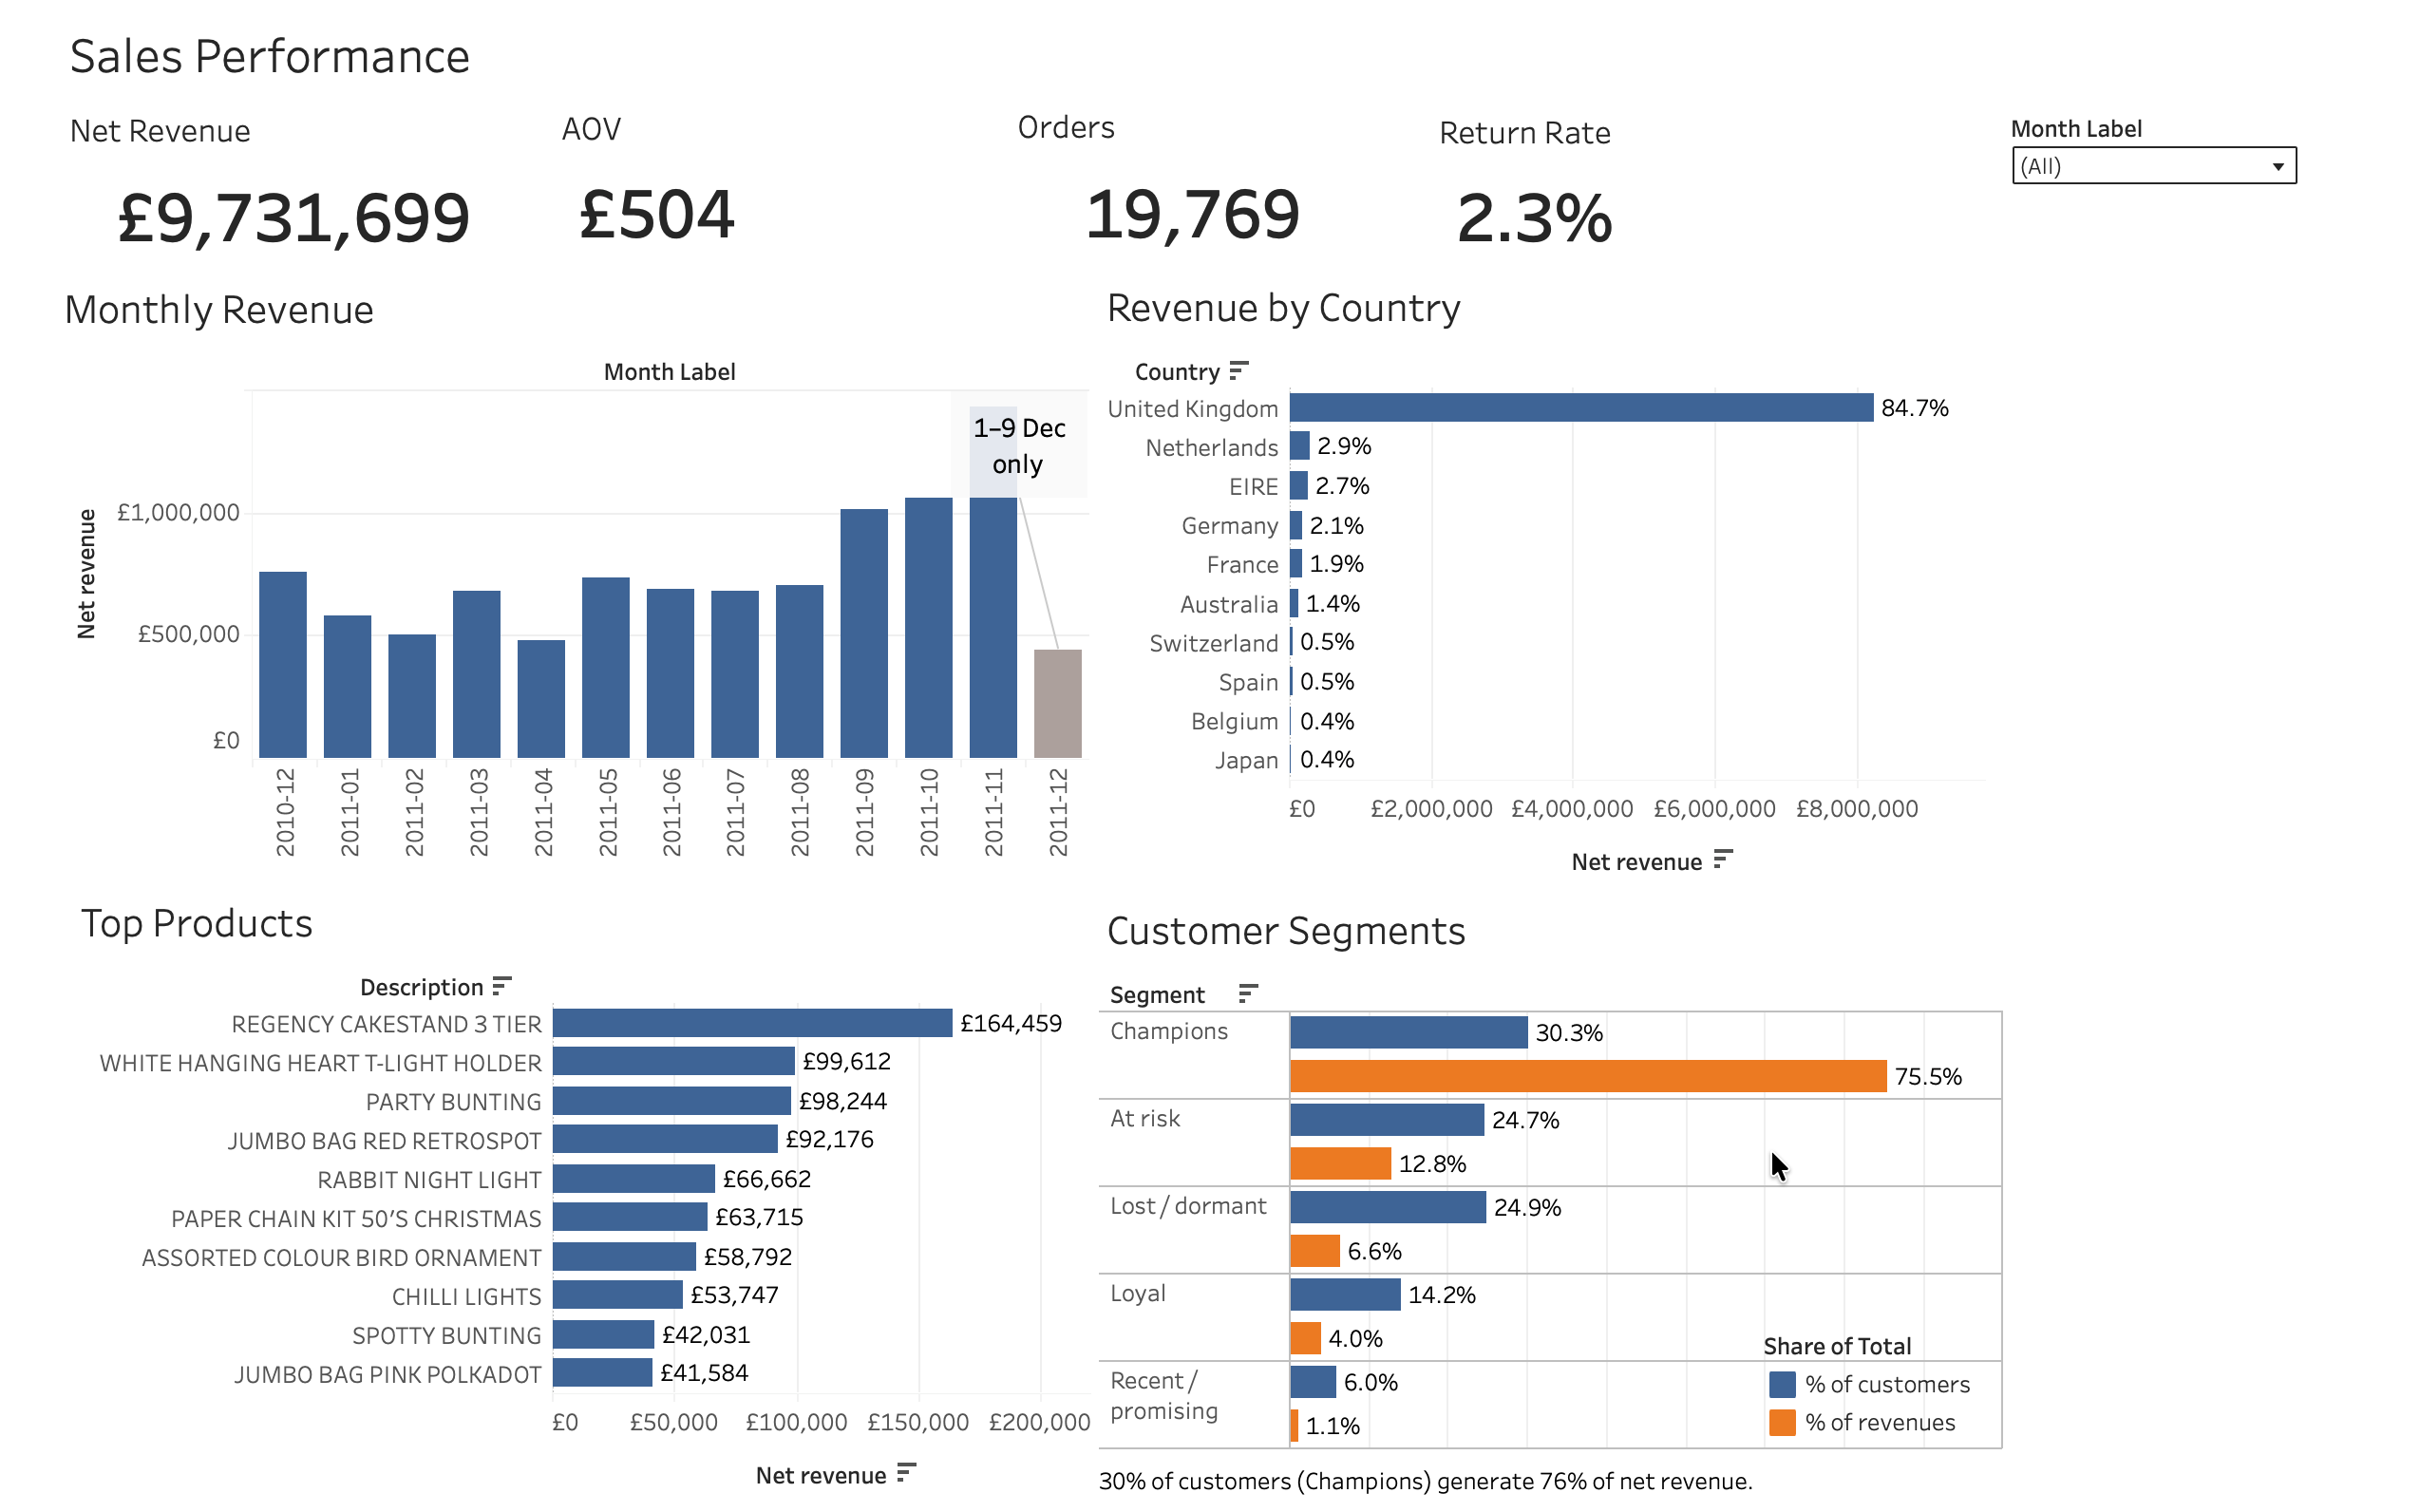 Sales Performance
Net Revenue
AOV
Orders
Return Rate
Month Label
(All)
£9,731,699
£504
19,769
2.3%
Monthly Revenue
Month Label
1–9 Dec
only
Net revenue
£1,000,000
£500,000
£0
2010-12
2011-01
2011-02
2011-03
2011-04
2011-05
2011-06
2011-07
2011-08
2011-09
2011-10
2011-11
2011-12
Revenue by Country
Country
United Kingdom 84.7%
Netherlands 2.9%
EIRE 2.7%
Germany 2.1%
France 1.9%
Australia 1.4%
Switzerland 0.5%
Spain 0.5%
Belgium 0.4%
Japan 0.4%
£0 £2,000,000 £4,000,000 £6,000,000 £8,000,000
Net revenue
Top Products
Description
REGENCY CAKESTAND 3 TIER £164,459
WHITE HANGING HEART T-LIGHT HOLDER £99,612
PARTY BUNTING £98,244
JUMBO BAG RED RETROSPOT £92,176
RABBIT NIGHT LIGHT £66,662
PAPER CHAIN KIT 50'S CHRISTMAS £63,715
ASSORTED COLOUR BIRD ORNAMENT £58,792
CHILLI LIGHTS £53,747
SPOTTY BUNTING £42,031
JUMBO BAG PINK POLKADOT £41,584
£0 £50,000 £100,000 £150,000 £200,000
Net revenue
Customer Segments
Segment
Champions 30.3%
75.5%
At risk 24.7%
12.8%
Lost / dormant 24.9%
6.6%
Loyal 14.2%
4.0%
Recent /
promising
6.0%
1.1%
Share of Total
% of customers
% of revenues
30% of customers (Champions) generate 76% of net revenue.